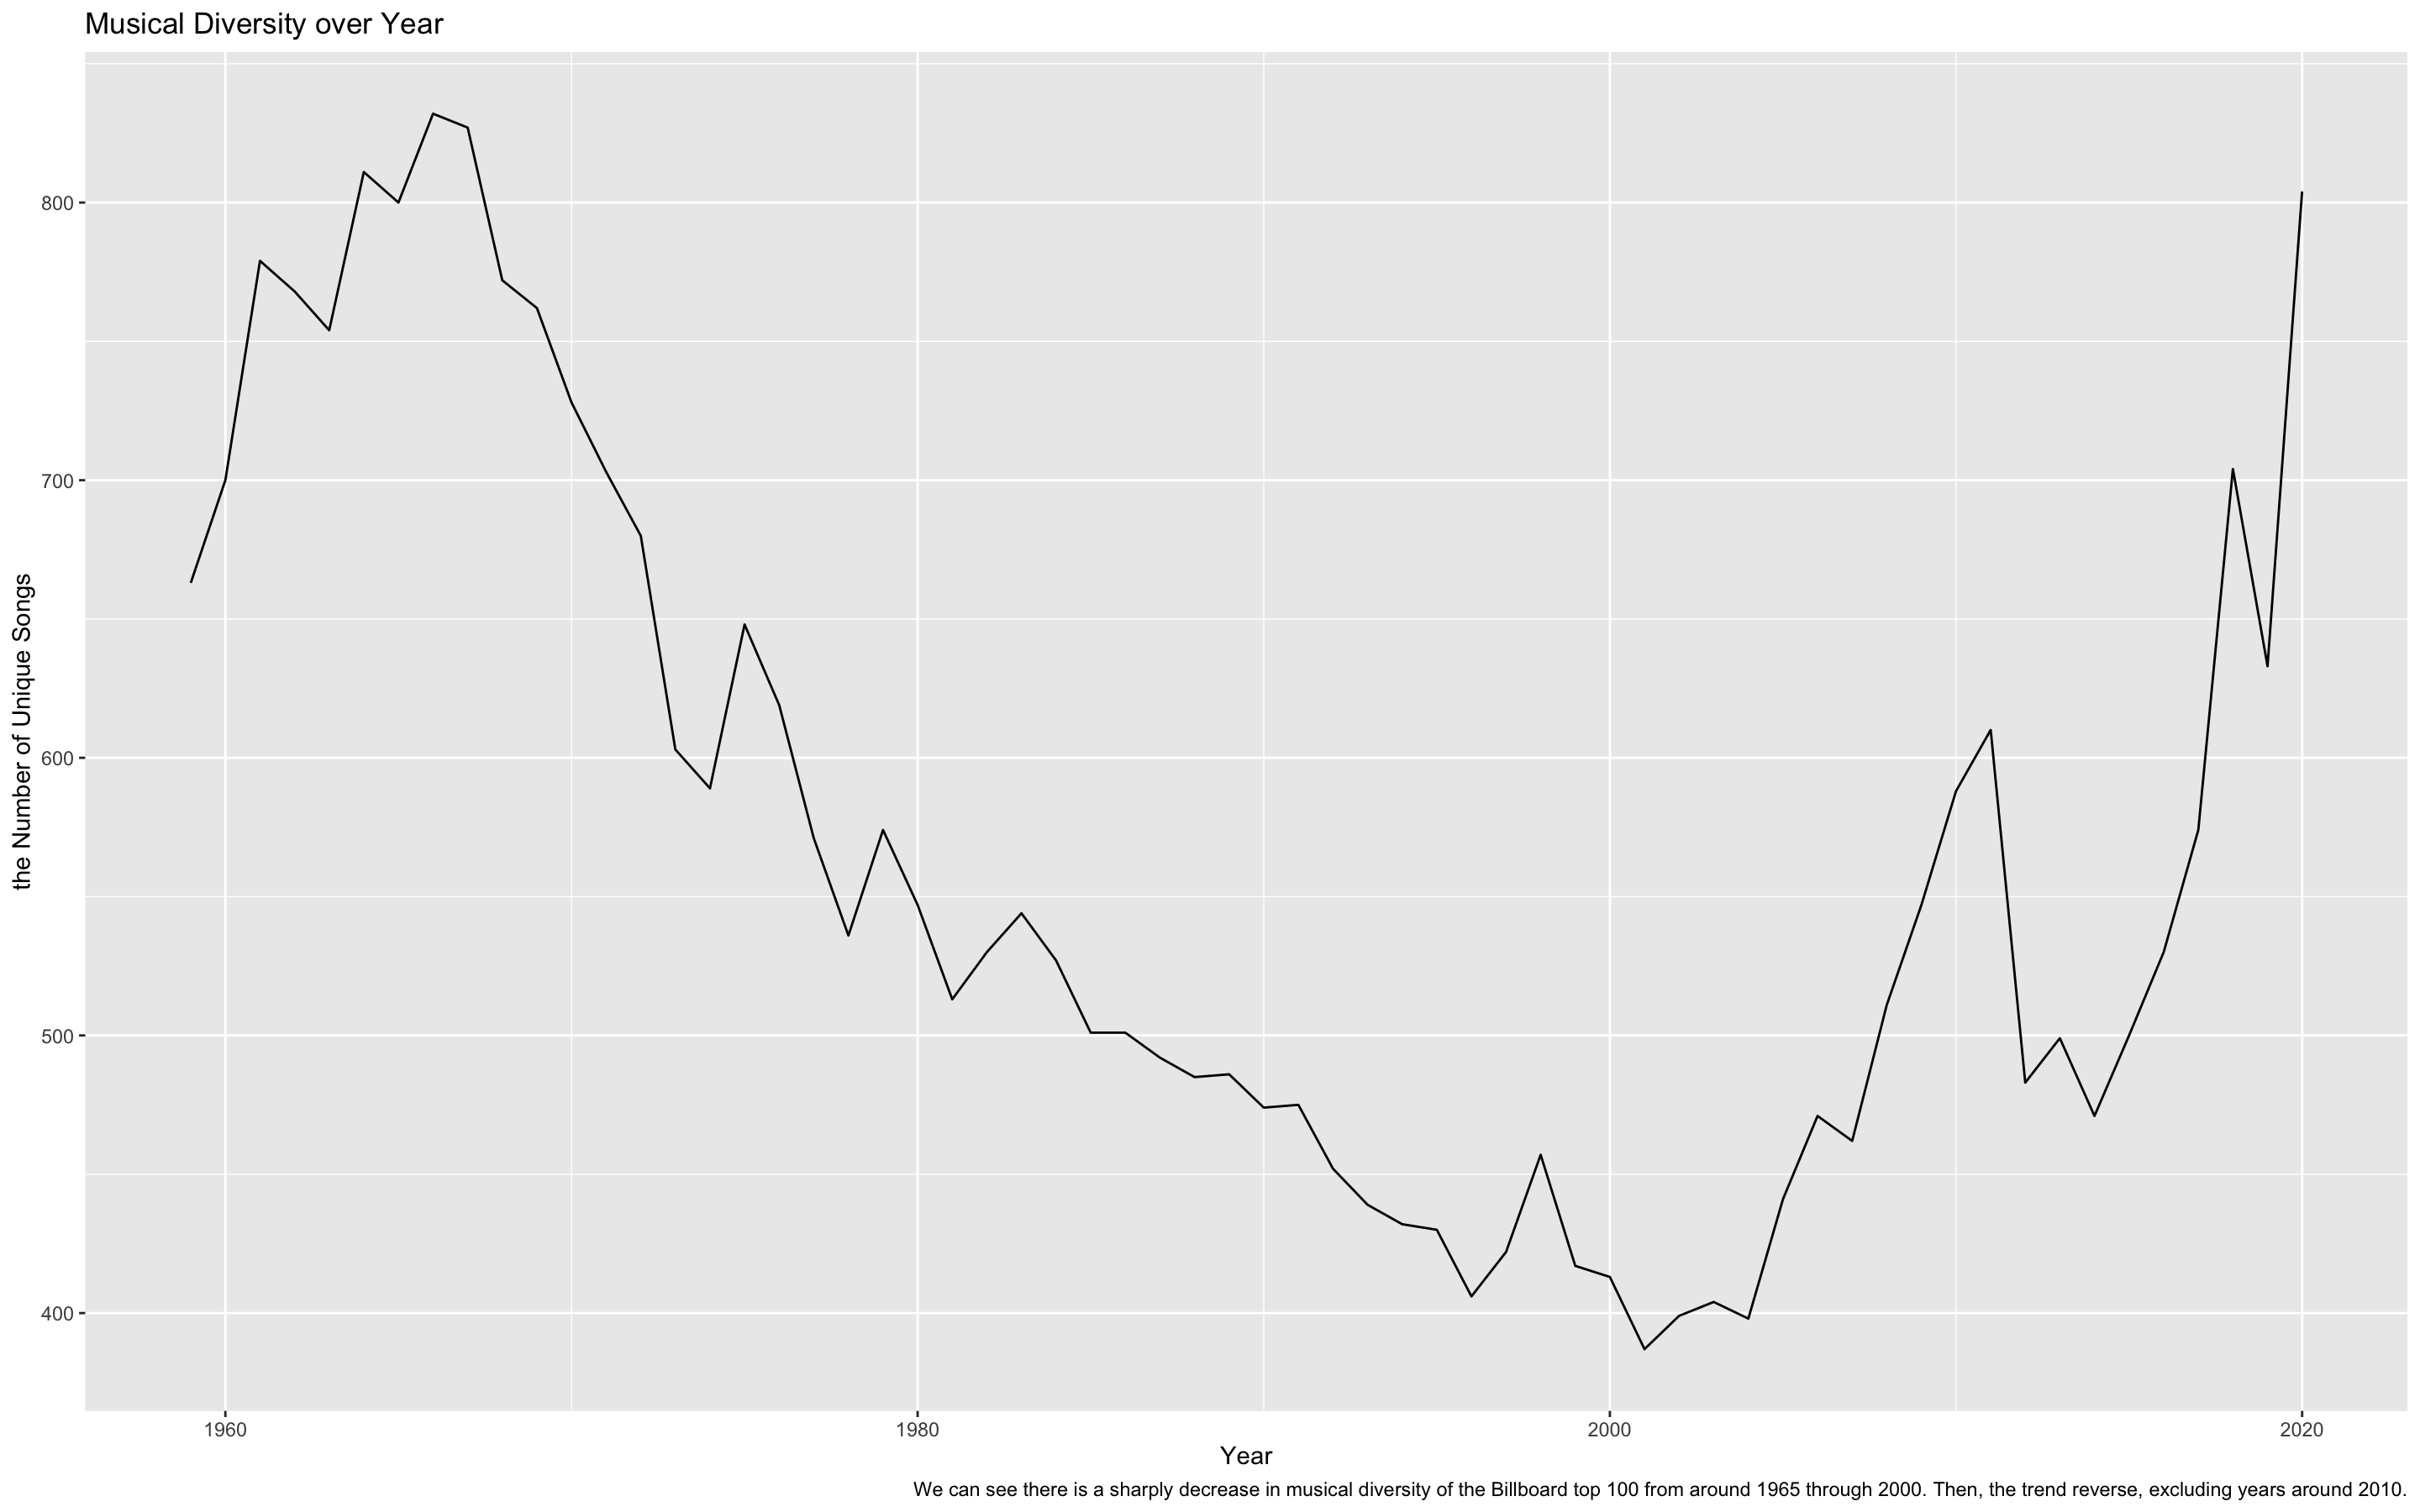 Musical Diversity over Year
the Number of Unique Songs
800
700
600
500
400
1960
1980
2000
2020
Year
We can see there is a sharply decrease in musical diversity of the Billboard top 100 from around 1965 through 2000. Then, the trend reverse, excluding years around 2010.